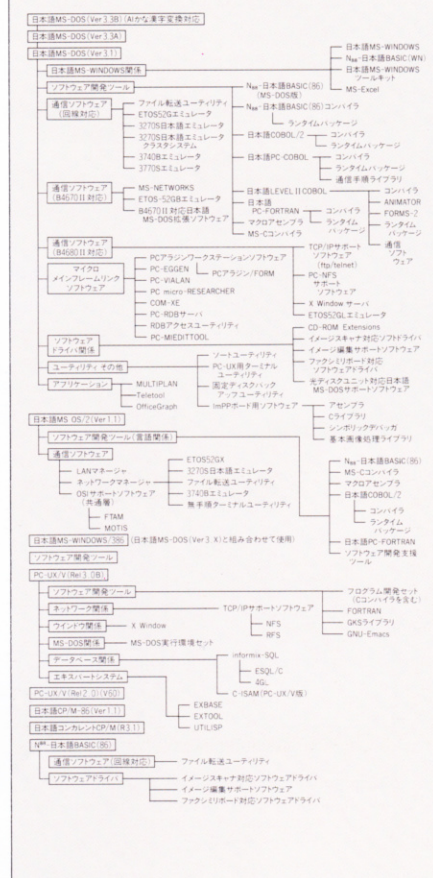 日本語MS-DOS(Ver3.3B)(AIかな漢字変換対応)
日本語MS-DOS(Ver3.3A)
日本語MS-DOS(Ver3.1)
日本語MS-WINDOWS関係
日本語MS-WINDOWS
N88-日本語BASIC(WN)
日本語MS-WINDOWS
ツールキット
MS-Excel
ソフトウェア開発ツール
N88-日本語BASIC(86)
(MS-DOS版)
N88-日本語BASIC(86)コンパイラ
ランタイムパッケージ
日本語COBOL/2
コンパイラ
ランタイムパッケージ
日本語PC-COBOL
コンパイラ
ランタイムパッケージ
通信手順ライブラリ
日本語LEVEL II COBOL
コンパイラ
ANIMATOR
FORMS-2
ランタイム
パッケージ
通信
ソフト
ウェア
日本語
PC-FORTRAN
コンパイラ
ランタイム
パッケージ
マクロアセンブラ
MS-Cコンパイラ
通信ソフトウェア
(回線対応)
ファイル転送ユーティリティ
ETOS52Gエミュレータ
3270S日本語エミュレータ
3270S日本語エミュレータ
クラスタシステム
3740Bエミュレータ
3770Sエミュレータ
通信ソフトウェア
(B4670II対応)
MS-NETWORKS
ETOS-52GBエミュレータ
B4670II対応日本語
MS-DOS拡張ソフトウェア
通信ソフトウェア
(B4680II対応)
TCP/IPサポート
ソフトウェア
(ftp/telnet)
PC-NFS
サポート
ソフトウェア
X Window サーバ
ETOS52GLエミュレータ
マイクロ
メインフレームリンク
ソフトウェア
PCアラジンワークステーションソフトウェア
PC-EGGEN
PCアラジン/FORM
PC-VIALAN
PC micro-RESEARCHER
COM-XE
PC-RDBサーバ
RDBアクセスユーティリティ
PC-MIEDITTOOL
ソフトウェア
ドライバ関係
CD-ROM Extensions
イメージスキャナ対応ソフトドライバ
イメージ編集サポートソフトウェア
ファクシミリボード対応
ソフトウェアドライバ
光ディスクユニット対応日本語
MS-DOSサポートソフトウェア
ユーティリティ その他
ソートユーティリティ
PC-UX用ターミナル
ユーティリティ
固定ディスクバック
アップユーティリティ
ImPPボード用ソフトウェア
アセンブラ
Cライブラリ
シンボリックデバッガ
基本画像処理ライブラリ
アプリケーション
MULTIPLAN
Teletool
OfficeGraph
日本語MS OS/2(Ver1.1)
ソフトウェア開発ツール(言語関係)
N88-日本語BASIC(86)
MS-Cコンパイラ
マクロアセンブラ
日本語COBOL/2
コンパイラ
ランタイム
パッケージ
日本語PC-FORTRAN
ソフトウェア開発支援
ツール
通信ソフトウェア
LANマネージャ
ネットワークマネージャ
OSIサポートソフトウェア
(共通層)
FTAM
MOTIS
ETOS52GX
3270S日本語エミュレータ
ファイル転送ユーティリティ
3740Bエミュレータ
無手順ターミナルユーティリティ
日本語MS-WINDOWS/386
(日本語MS-DOS(Ver3.X)と組み合わせて使用)
ソフトウェア開発ツール
PC-UX/V(Rel3.0B)
ソフトウェア開発ツール
プログラム開発セット
(Cコンパイラを含む)
FORTRAN
GKSライブラリ
GNU-Emacs
ネットワーク関係
TCP/IPサポートソフトウェア
NFS
RFS
ウインドウ関係
X Window
MS-DOS関係
MS-DOS実行環境セット
データベース関係
informix-SQL
ESQL/C
4GL
C-ISAM(PC-UX/V版)
エキスパートシステム
EXBASE
EXTOOL
UTILISP
PC-UX/V(Rel2.0)(V60)
日本語CP/M-86(Ver1.1)
日本語コンカレントCP/M(R3.1)
N88-日本語BASIC(86)
通信ソフトウェア(回線対応)
ファイル転送ユーティリティ
ソフトウェアドライバ
イメージスキャナ対応ソフトウェアドライバ
イメージ編集サポートソフトウェア
ファクシミリボード対応ソフトウェアドライバ